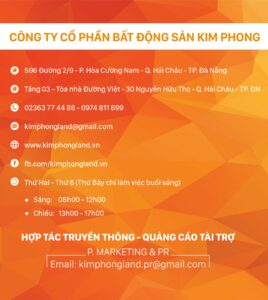 CÔNG TY CỔ PHẦN BẤT ĐỘNG SẢN KIM PHONG
596 Đường 2/9 - P. Hòa Cường Nam - Q. Hải Châu - TP. Đà Nẵng
Tầng 03 - Tòa nhà Đường Việt - 30 Nguyễn Hữu Thọ - Q. Hải Châu - TP. ĐN
02363 77 44 88 - 0974 811 899
kimphongland@gmail.com
www.kimphongland.vn
fb.com/kimphongland.vn
Thứ Hai - Thứ 6 (Thứ Bảy chỉ làm việc buổi sáng)
• Sáng: 08h00 - 12h00
• Chiều: 13h00 - 17h00
HỢP TÁC TRUYỀN THÔNG - QUẢNG CÁO TÀI TRỢ
P. MARKETING & PR
Email: kimphongland.pr@gmail.com